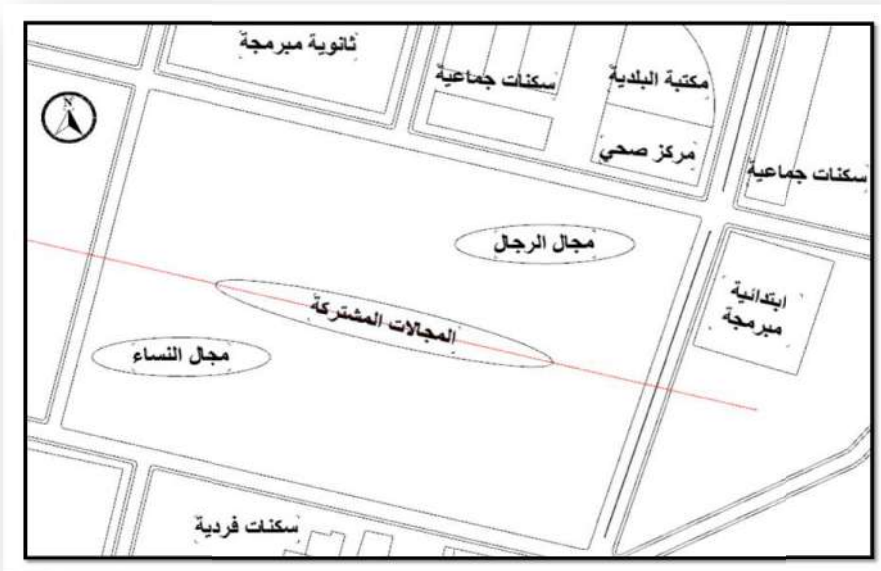 ثانوية مبرمجة
N
سكنات جماعية
مكتبة البلدية
مركز صحي
سكنات جماعية
مجال الرجال
ابتدائية
مبرمجة
المجالات المشتركة
مجال النساء
سكنات فردية